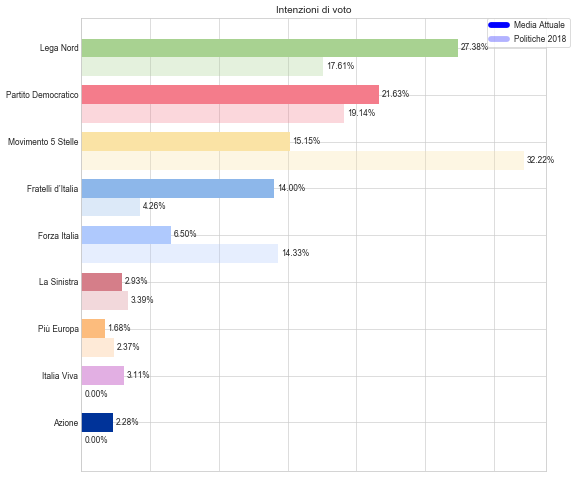 Intenzioni di voto
Media Attuale
Politiche 2018
Lega Nord
27.38%
17.61%
Partito Democratico
21.63%
19.14%
Movimento 5 Stelle
15.15%
32.22%
Fratelli d'Italia
14.00%
4.26%
Forza Italia
6.50%
14.33%
La Sinistra
2.93%
3.39%
Più Europa
1.68%
2.37%
Italia Viva
3.11%
0.00%
Azione
2.28%
0.00%